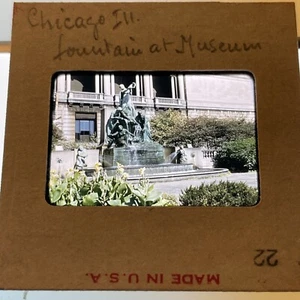 Chicago Ill.
fountain at Museum
22
MADE IN U.S.A.